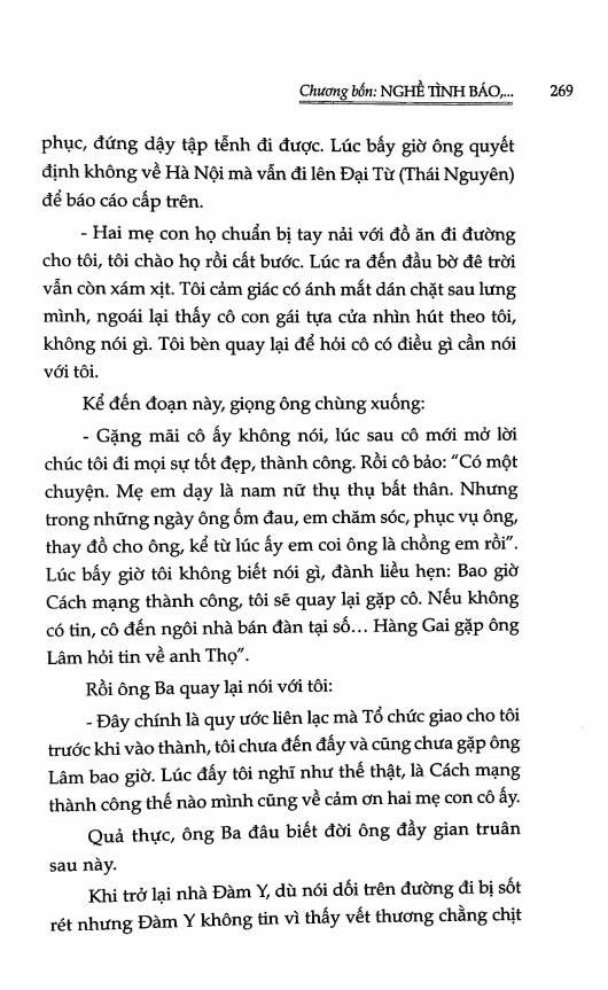 Chương bốn: NGHỀ TÌNH BÁO,... 269
phục, đứng dậy tập tễnh đi được. Lúc bấy giờ ông quyết
định không về Hà Nội mà vẫn đi lên Đại Từ (Thái Nguyên)
để báo cáo cấp trên.
- Hai mẹ con họ chuẩn bị tay nải với đồ ăn đi đường
cho tôi, tôi chào họ rồi cất bước. Lúc ra đến đầu bờ đê trời
vẫn còn xám xịt. Tôi cảm giác có ánh mắt dán chặt sau lưng
mình, ngoái lại thấy cô con gái tựa cửa nhìn hút theo tôi,
không nói gì. Tôi bèn quay lại để hỏi cô có điều gì cần nói
với tôi.
Kể đến đoạn này, giọng ông chùng xuống:
- Gặng mãi cô ấy không nói, lúc sau cô mới mở lời
chúc tôi đi mọi sự tốt đẹp, thành công. Rồi cô bảo: "Có một
chuyện. Mẹ em dạy là nam nữ thụ thụ bất thân. Nhưng
trong những ngày ông ốm đau, em chăm sóc, phục vụ ông,
thay đồ cho ông, kể từ lúc ấy em coi ông là chồng em rồi".
Lúc bấy giờ tôi không biết nói gì, đành liều hẹn: Bao giờ
Cách mạng thành công, tôi sẽ quay lại gặp cô. Nếu không
có tin, cô đến ngôi nhà bán đàn tại số... Hàng Gai gặp ông
Lâm hỏi tin về anh Thọ".
Rồi ông Ba quay lại nói với tôi:
- Đây chính là quy ước liên lạc mà Tổ chức giao cho tôi
trước khi vào thành, tôi chưa đến đấy và cũng chưa gặp ông
Lâm bao giờ. Lúc đấy tôi nghĩ như thế thật, là Cách mạng
thành công thế nào mình cũng về cảm ơn hai mẹ con cô ấy.
Quả thực, ông Ba đâu biết đời ông đầy gian truân
sau này.
Khi trở lại nhà Đàm Y, dù nói dối trên đường đi bị sốt
rét nhưng Đàm Y không tin vì thấy vết thương chằng chịt